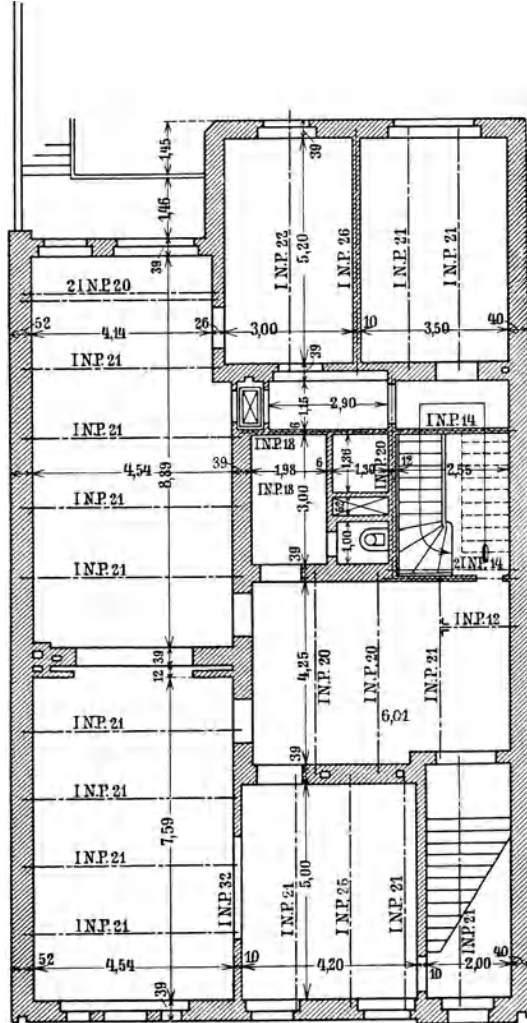 1,45
39
1,46
39
I N.P. 22
5,20
I N.P. 26
I N.P. 21
I N.P. 21
2 I N.P. 20
52
4,14
26
3,00
10
3,50
40
I N.P. 21
39
1,15
2,90
I N.P. 14
6
I N.P. 21
I N.P. 18
1,26
I N.P. 20
4,54
8,39
39
1,98
6
1,30
2,55
I N.P. 18
3,00
I N.P. 21
1,00
39
2 I N.P. 14
I N.P. 21
I N.P. 12
4,25
I N.P. 20
I N.P. 20
I N.P. 21
39
12
6,01
I N.P. 21
39
I N.P. 21
7,59
I N.P. 21
I N.P. 32
I N.P. 21
5,00
I N.P. 25
I N.P. 21
I N.P. 21
I N.P. 21
52
4,54
10
4,20
10
2,00
40
39